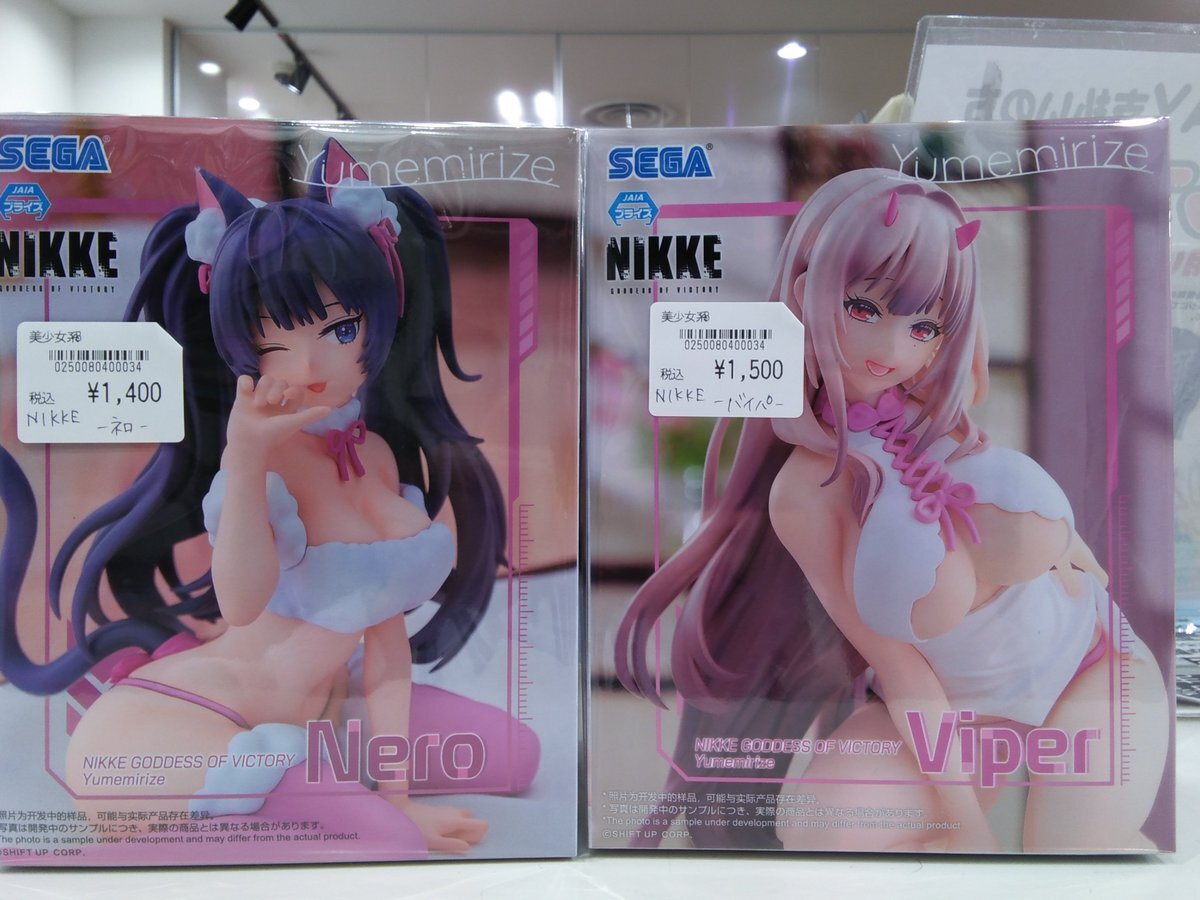 SEGA
Yumemirize
JAIA
プライズ
NIKKE
GODDESS OF VICTORY
美少女系B
0250080400034
税込 ¥1,400
NIKKE -ネロ-
Nero
NIKKE GODDESS OF VICTORY
Yumemirize
照片为开发中的样品，可能与实际产品存在差异。
写真は開発中のサンプルにつき、実際の商品とは異なる場合があります。
The photo is a sample under development and may differ from the actual product.
©SHIFT UP CORP.
SEGA
Yumemirize
JAIA
プライズ
NIKKE
GODDESS OF VICTORY
美少女系B
0250080400034
税込 ¥1,500
NIKKE -バイパー
Viper
NIKKE GODDESS OF VICTORY
Yumemirize
*照片为开发中的样品，可能与实际产品存在差异。
*写真は開発中のサンプルにつき、実際の商品とは異なる場合があります。
*The photo is a sample under development and may differ from the actual product.
©SHIFT UP CORP.